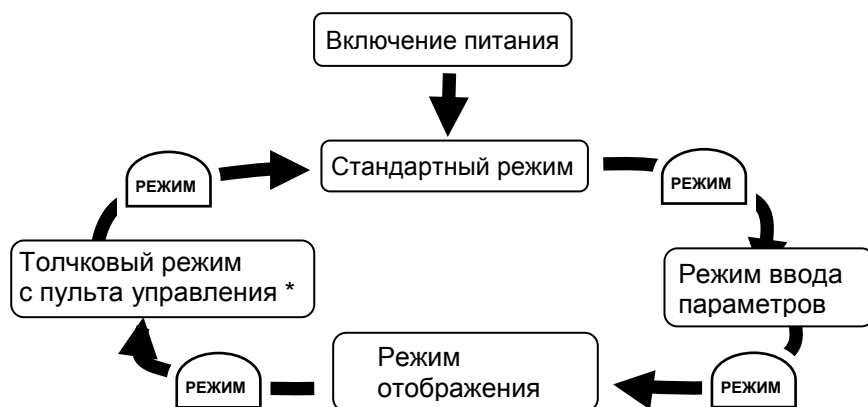 Включение питания
Стандартный режим
РЕЖИМ
РЕЖИМ
Толчковый режим
с пульта управления *
Режим ввода
параметров
Режим
отображения
РЕЖИМ
РЕЖИМ